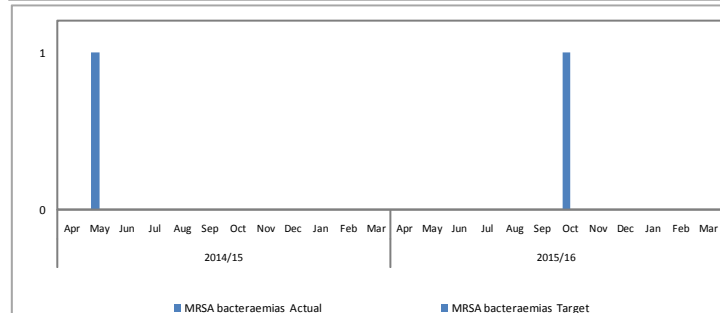 1
0
Apr May Jun Jul Aug Sep Oct Nov Dec Jan Feb Mar Apr May Jun Jul Aug Sep Oct Nov Dec Jan Feb Mar
2014/15 2015/16
MRSA bacteraemias Actual MRSA bacteraemias Target